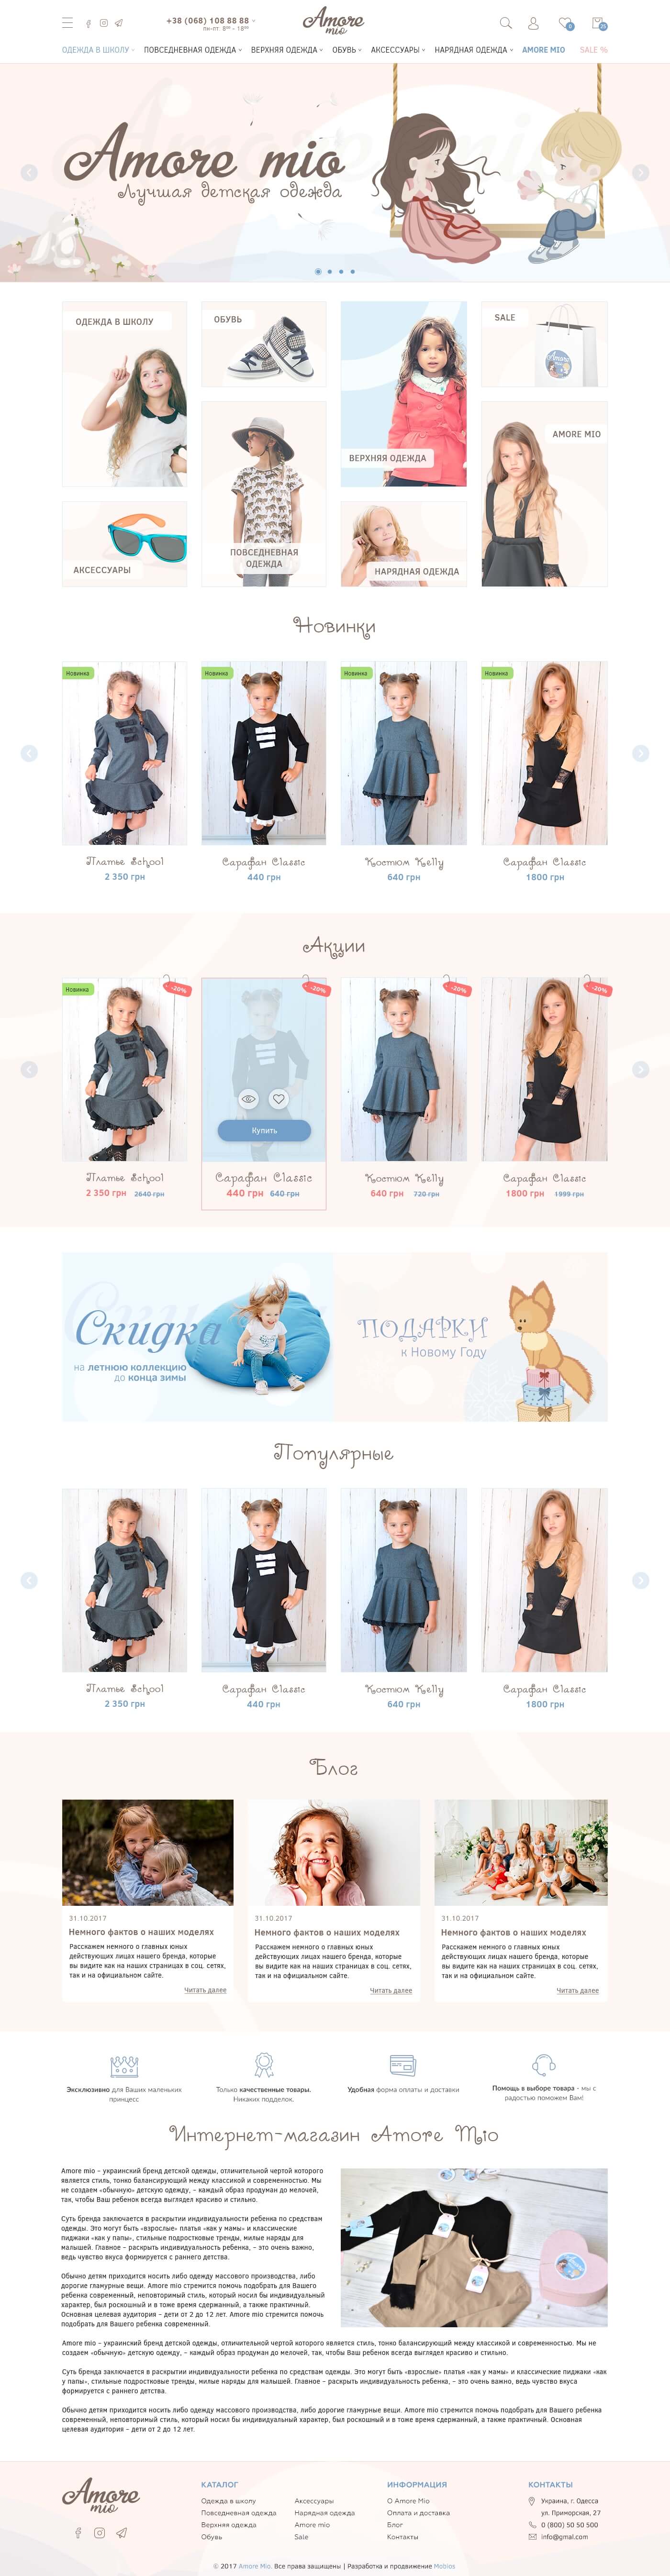 +38 (068) 108 88 88
пн-пт: 8⁰⁰ - 18⁰⁰
Amore mio
6
ОДЕЖДА В ШКОЛУ ПОВСЕДНЕВНАЯ ОДЕЖДА ВЕРХНЯЯ ОДЕЖДА ОБУВЬ АКСЕССУАРЫ НАРЯДНАЯ ОДЕЖДА AMORE MIO SALE %
Amore mio
Лучшая детская одежда
ОДЕЖДА В ШКОЛУ
ОБУВЬ
SALE
AMORE MIO
ВЕРХНЯЯ ОДЕЖДА
ПОВСЕДНЕВНАЯ
ОДЕЖДА
АКСЕССУАРЫ
НАРЯДНАЯ ОДЕЖДА
Новинки
Новинка Новинка Новинка Новинка
Платье School Сарафан Classic Костюм Kelly Сарафан Classic
2 350 грн 440 грн 640 грн 1800 грн
Акции
Новинка -20% -20% -20% -20%
Купить
Платье School Сарафан Classic Костюм Kelly Сарафан Classic
2 350 грн 2640 грн 440 грн 640 грн 640 грн 720 грн 1800 грн 1999 грн
Скидка
на летнюю коллекцию
до конца зимы
ПОДАРКИ
к Новому Году
Популярные
Платье School Сарафан Classic Костюм Kelly Сарафан Classic
2 350 грн 440 грн 640 грн 1800 грн
Блог
31.10.2017
Немного фактов о наших моделях
Расскажем немного о главных юных
действующих лицах нашего бренда, которые
вы видите как на наших страницах в соц. сетях,
так и на официальном сайте.
Читать далее
31.10.2017
Немного фактов о наших моделях
Расскажем немного о главных юных
действующих лицах нашего бренда, которые
вы видите как на наших страницах в соц. сетях,
так и на официальном сайте.
Читать далее
31.10.2017
Немного фактов о наших моделях
Расскажем немного о главных юных
действующих лицах нашего бренда, которые
вы видите как на наших страницах в соц. сетях,
так и на официальном сайте.
Читать далее
Эксклюзивно для Ваших маленьких
принцесс
Только качественные товары.
Никаких подделок.
Удобная форма оплаты и доставки
Помощь в выборе товара - мы с
радостью поможем Вам!
Интернет-магазин Amore Mio
Amore mio – украинский бренд детской одежды, отличительной чертой которого
является стиль, тонко балансирующий между классикой и современностью. Мы
не создаем «обычную» детскую одежду, – каждый образ продуман до мелочей,
так, чтобы Ваш ребенок всегда выглядел красиво и стильно.
Суть бренда заключается в раскрытии индивидуальности ребенка по средствам
одежды. Это могут быть «взрослые» платья «как у мамы» и классические
пиджаки «как у папы», стильные подростковые тренды, милые наряды для
малышей. Главное – раскрыть индивидуальность ребенка, – это очень важно,
ведь чувство вкуса формируется с раннего детства.
Обычно детям приходится носить либо одежду массового производства, либо
дорогие гламурные вещи. Amore mio стремится помочь подобрать для Вашего
ребенка современный, неповторимый стиль, который носил бы индивидуальный
характер, был роскошный и в тоже время сдержанный, а также практичный.
Основная целевая аудитория – дети от 2 до 12 лет. Amore mio стремится помочь
подобрать для Вашего ребенка современный.
Amore mio – украинский бренд детской одежды, отличительной чертой которого является стиль, тонко балансирующий между классикой и современностью. Мы не
создаем «обычную» детскую одежду, – каждый образ продуман до мелочей, так, чтобы Ваш ребенок всегда выглядел красиво и стильно.
Суть бренда заключается в раскрытии индивидуальности ребенка по средствам одежды. Это могут быть «взрослые» платья «как у мамы» и классические пиджаки «как
у папы», стильные подростковые тренды, милые наряды для малышей. Главное – раскрыть индивидуальность ребенка, – это очень важно, ведь чувство вкуса
формируется с раннего детства.
Обычно детям приходится носить либо одежду массового производства, либо дорогие гламурные вещи. Amore mio стремится помочь подобрать для Вашего ребенка
современный, неповторимый стиль, который носил бы индивидуальный характер, был роскошный и в тоже время сдержанный, а также практичный. Основная
целевая аудитория – дети от 2 до 12 лет.
Amore mio
КАТАЛОГ
Одежда в школу
Повседневная одежда
Верхняя одежда
Обувь
Аксессуары
Нарядная одежда
Amore mio
Sale
ИНФОРМАЦИЯ
О Amore Mio
Оплата и доставка
Блог
Контакты
КОНТАКТЫ
Украина, г. Одесса
ул. Приморская, 27
0 (800) 50 50 500
info@gmal.com
© 2017 Amore Mio. Все права защищены | Разработка и продвижение Mobios